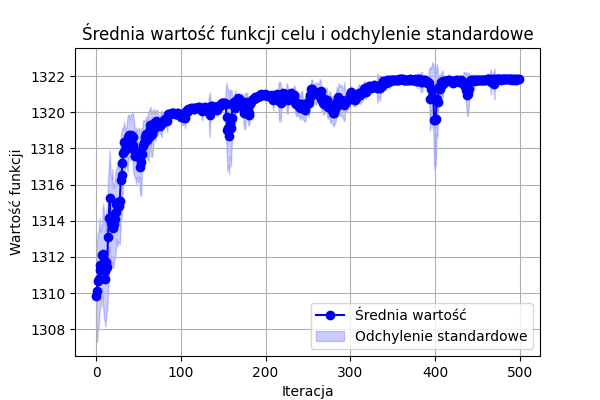 Średnia wartość funkcji celu i odchylenie standardowe
Wartość funkcji
1322
1320
1318
1316
1314
1312
1310
1308
Średnia wartość
Odchylenie standardowe
0 100 200 300 400 500
Iteracja